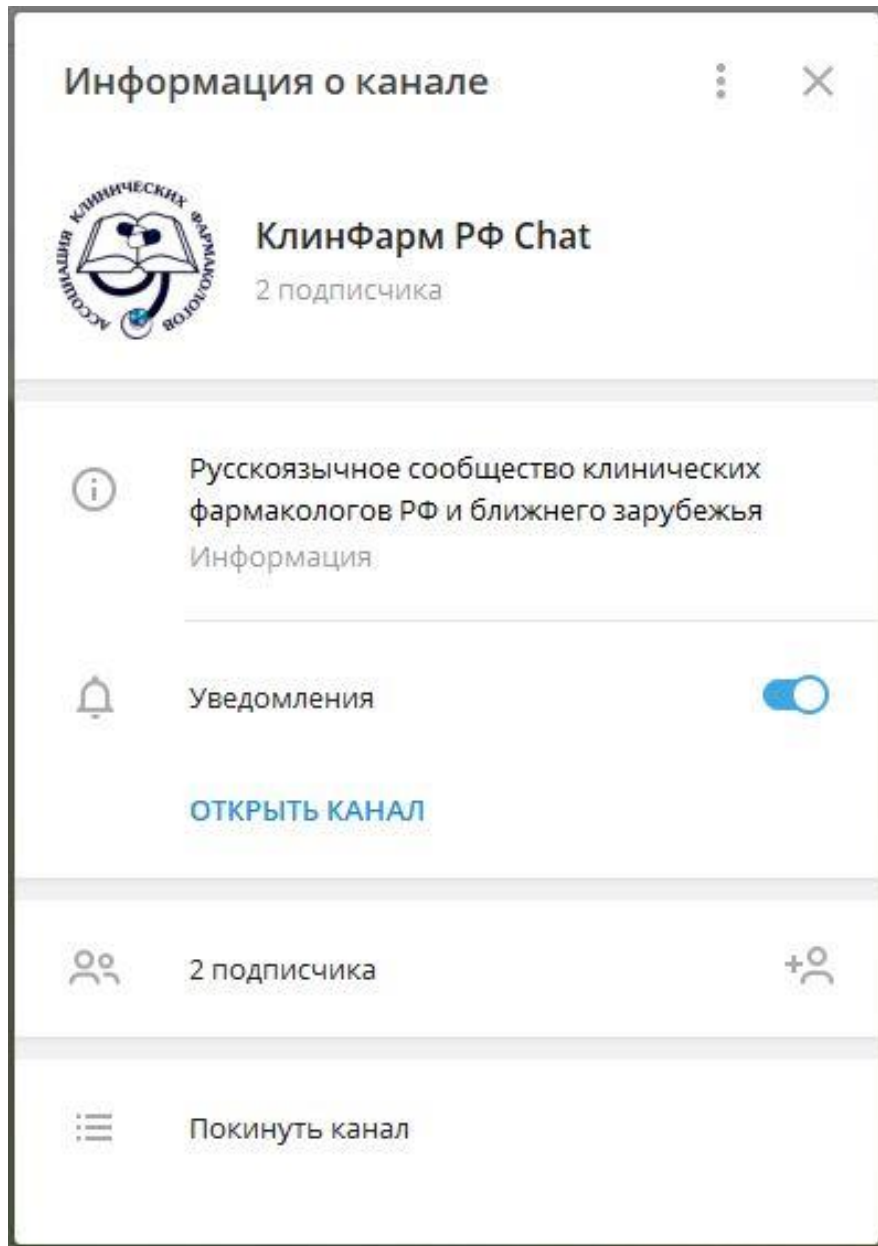 Информация о канале
АССОЦИАЦИЯ КЛИНИЧЕСКИХ ФАРМАКОЛОГОВ
КлинФарм РФ Chat
2 подписчика
Русскоязычное сообщество клинических
фармакологов РФ и ближнего зарубежья
Информация
Уведомления
ОТКРЫТЬ КАНАЛ
2 подписчика
Покинуть канал